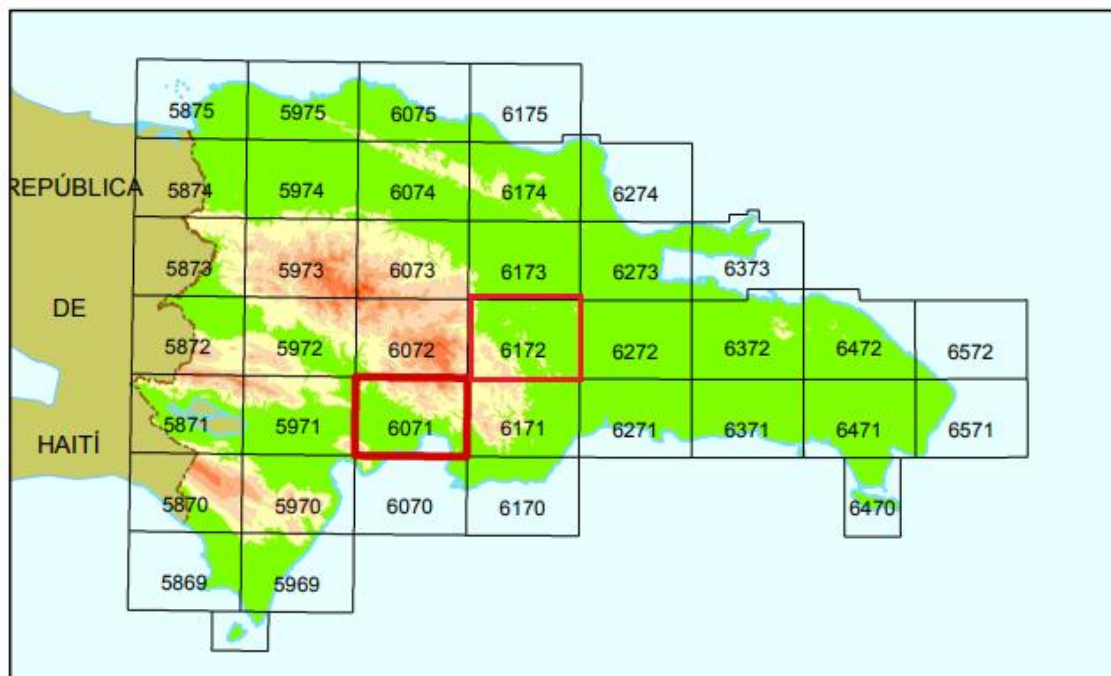 5875 5975 6075 6175
REPÚBLICA 5874 5974 6074 6174 6274
5873 5973 6073 6173 6273 6373
DE
5872 5972 6072 6172 6272 6372 6472 6572
HAITÍ 5871 5971 6071 6171 6271 6371 6471 6571
5870 5970 6070 6170 6470
5869 5969